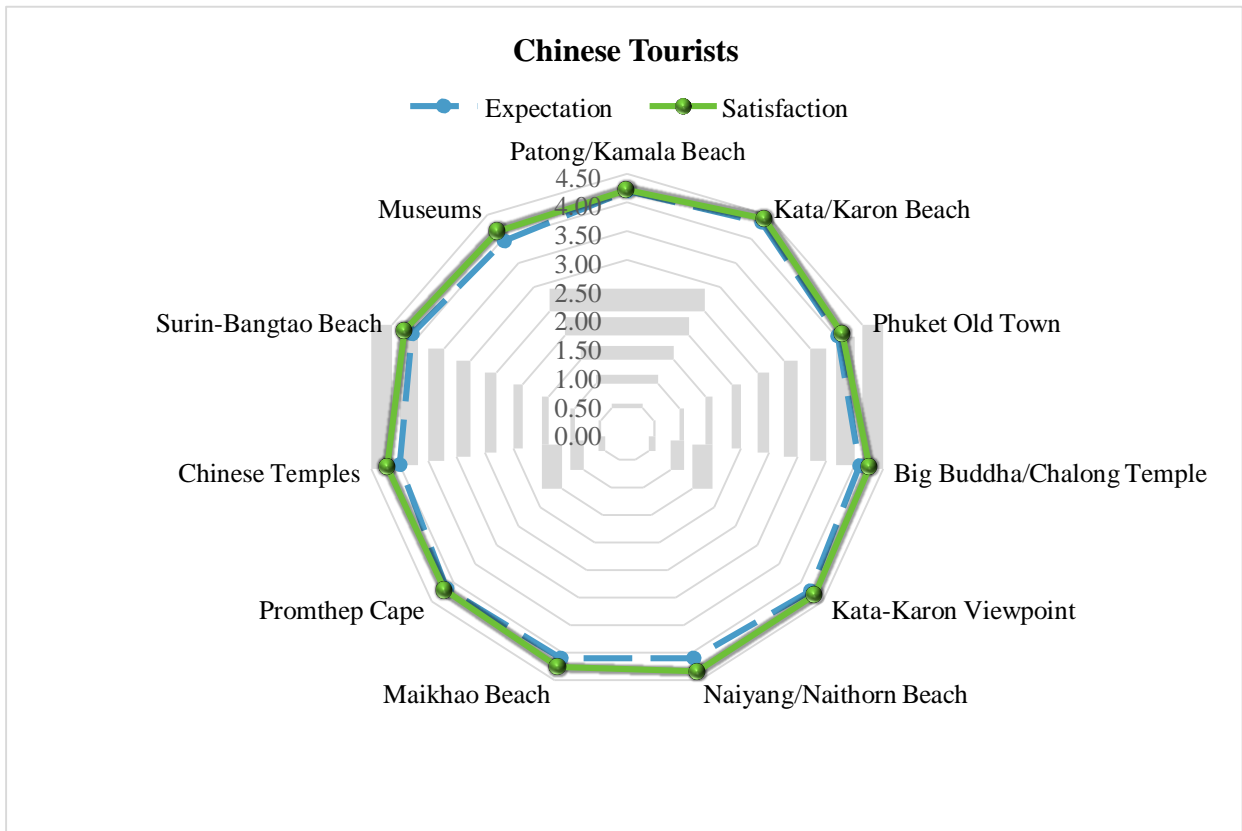 Chinese Tourists
Expectation
Satisfaction
Patong/Kamala Beach
Kata/Karon Beach
Phuket Old Town
Big Buddha/Chalong Temple
Kata-Karon Viewpoint
Naiyang/Naithorn Beach
Maikhao Beach
Promthep Cape
Chinese Temples
Surin-Bangtao Beach
Museums
4.50
4.00
3.50
3.00
2.50
2.00
1.50
1.00
0.50
0.00